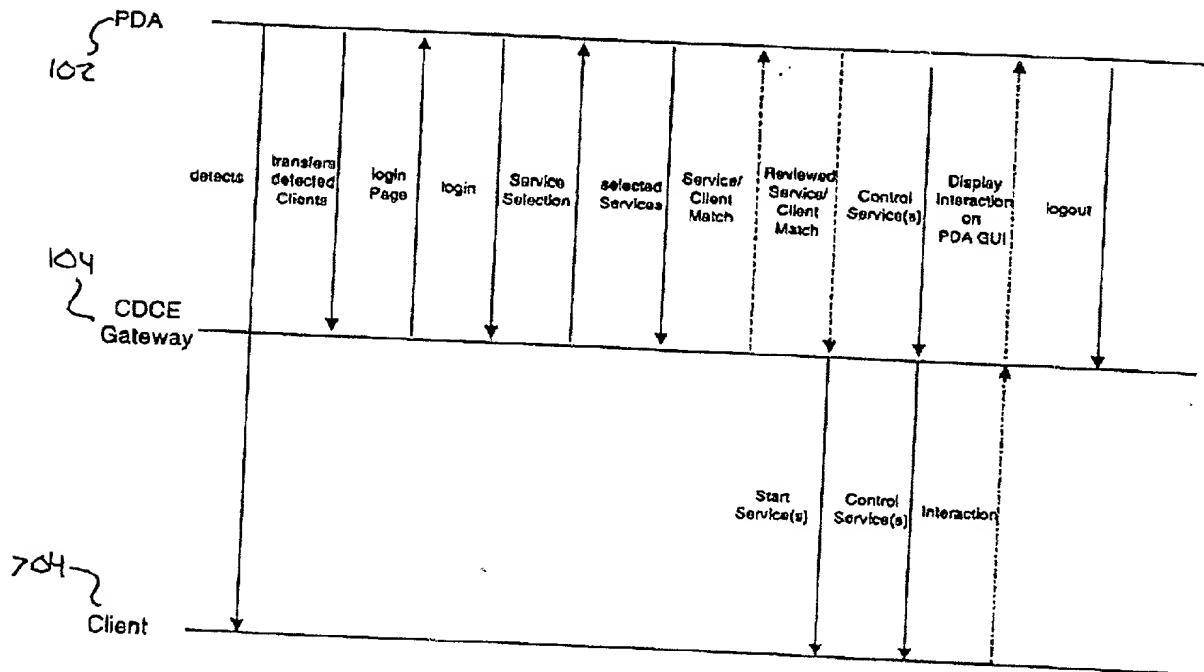 PDA
102
detects
transfers
detected
Clients
login
Page
login
Service
Selection
selected
Services
Service/
Client
Match
Reviewed
Service/
Client
Match
Control
Service(s)
Display
Interaction
on
PDA GUI
logout
104
CDCE
Gateway
Start
Service(s)
Control
Service(s)
Interaction
704
Client